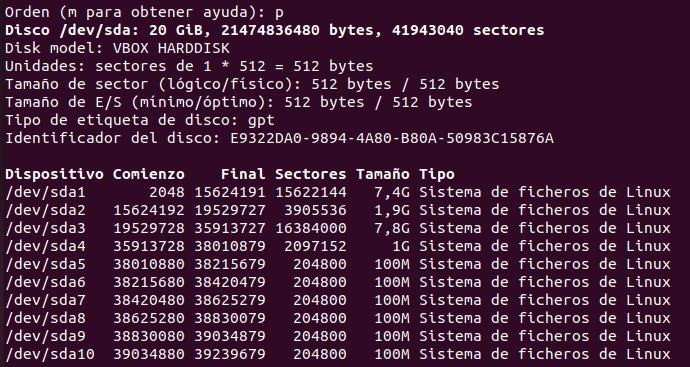 Orden (m para obtener ayuda): p
Disco /dev/sda: 20 GiB, 21474836480 bytes, 41943040 sectores
Disk model: VBOX HARDDISK
Unidades: sectores de 1 * 512 = 512 bytes
Tamaño de sector (lógico/físico): 512 bytes / 512 bytes
Tamaño de E/S (mínimo/óptimo): 512 bytes / 512 bytes
Tipo de etiqueta de disco: gpt
Identificador del disco: E9322DA0-9894-4A80-B80A-50983C15876A
Dispositivo Comienzo Final Sectores Tamaño Tipo
/dev/sda1 2048 15624191 15622144 7,4G Sistema de ficheros de Linux
/dev/sda2 15624192 19529727 3905536 1,9G Sistema de ficheros de Linux
/dev/sda3 19529728 35913727 16384000 7,8G Sistema de ficheros de Linux
/dev/sda4 35913728 38010879 2097152 1G Sistema de ficheros de Linux
/dev/sda5 38010880 38215679 204800 100M Sistema de ficheros de Linux
/dev/sda6 38215680 38420479 204800 100M Sistema de ficheros de Linux
/dev/sda7 38420480 38625279 204800 100M Sistema de ficheros de Linux
/dev/sda8 38625280 38830079 204800 100M Sistema de ficheros de Linux
/dev/sda9 38830080 39034879 204800 100M Sistema de ficheros de Linux
/dev/sda10 39034880 39239679 204800 100M Sistema de ficheros de Linux